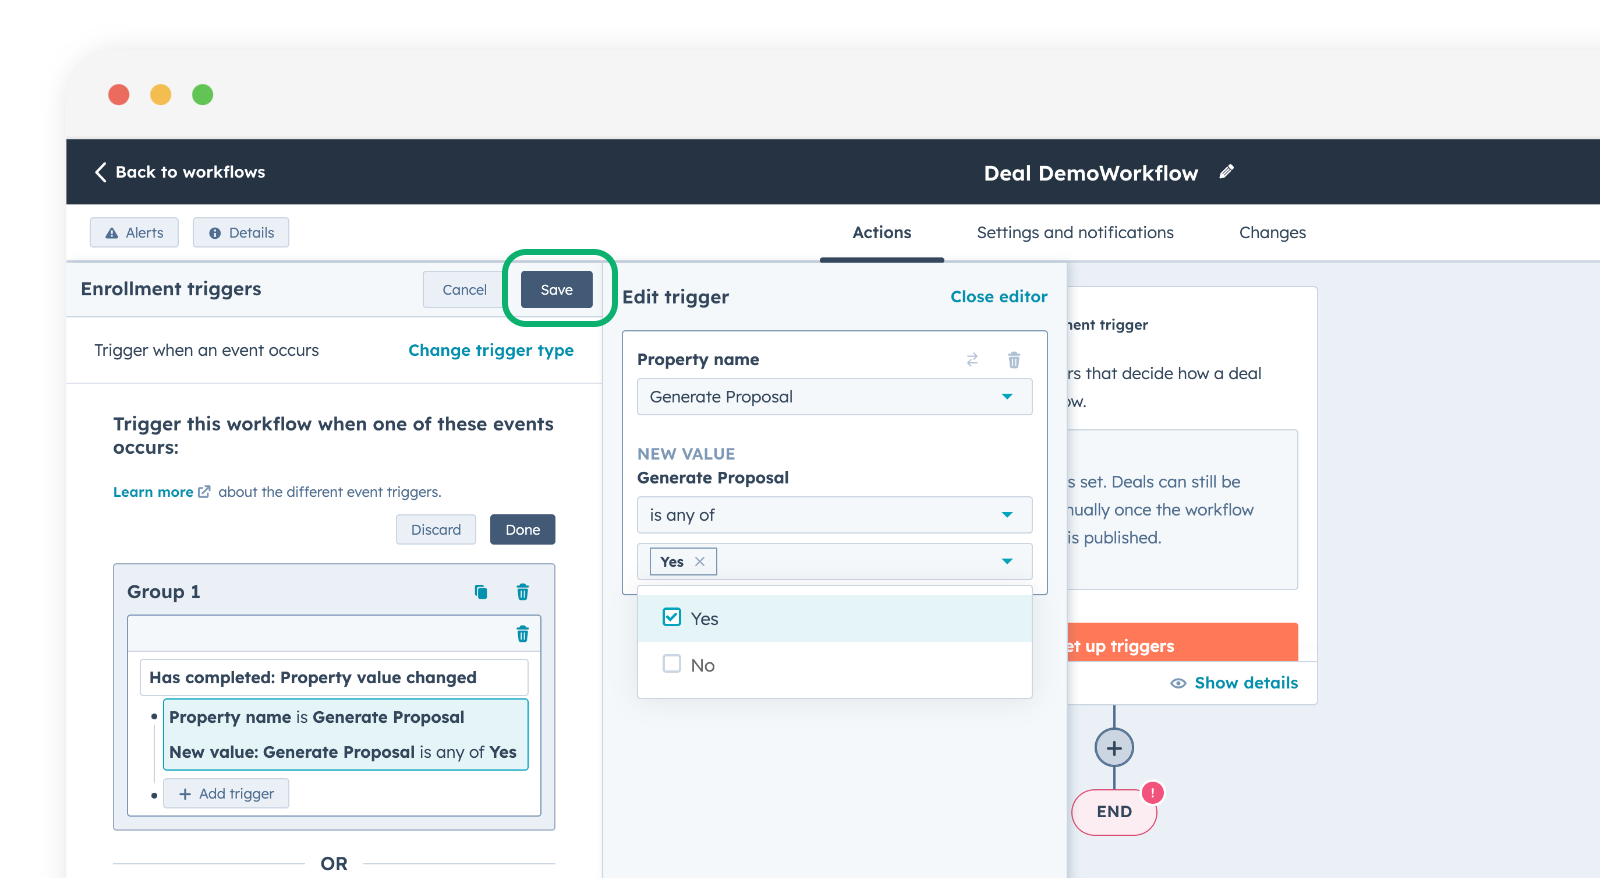 Back to workflows
Deal DemoWorkflow
Alerts
Details
Actions
Settings and notifications
Changes
Enrollment triggers
Cancel
Save
Trigger when an event occurs
Change trigger type
Trigger this workflow when one of these events
occurs:
Learn more about the different event triggers.
Discard
Done
Group 1
Has completed: Property value changed
Property name is Generate Proposal
New value: Generate Proposal is any of Yes
+ Add trigger
OR
Edit trigger
Close editor
Property name
Generate Proposal
NEW VALUE
Generate Proposal
is any of
Yes
Yes
No
trigger
that decide how a deal
set. Deals can still be
once the workflow
is published.
up triggers
Show details
+
END
!